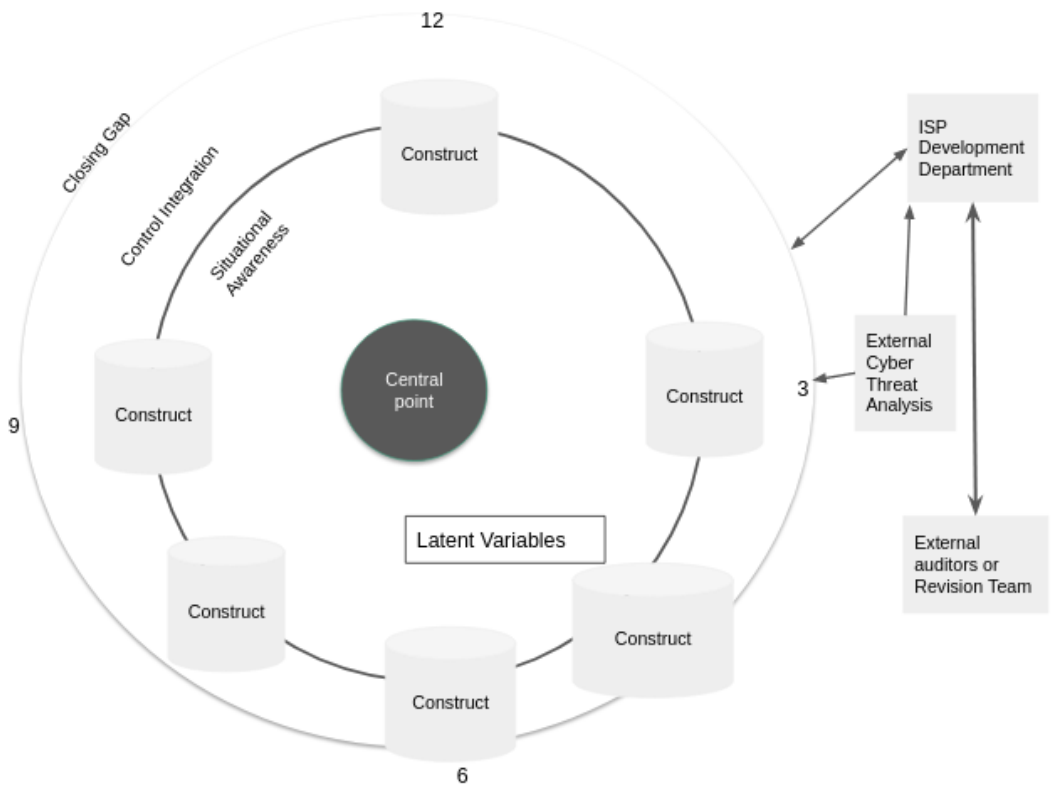 12
Closing Gap
Control Integration
Situational
Awareness
Construct
ISP
Development
Department
External
Cyber
Threat
Analysis
Central
point
3
Construct
Construct
9
Latent Variables
External
auditors or
Revision Team
Construct
Construct
Construct
6